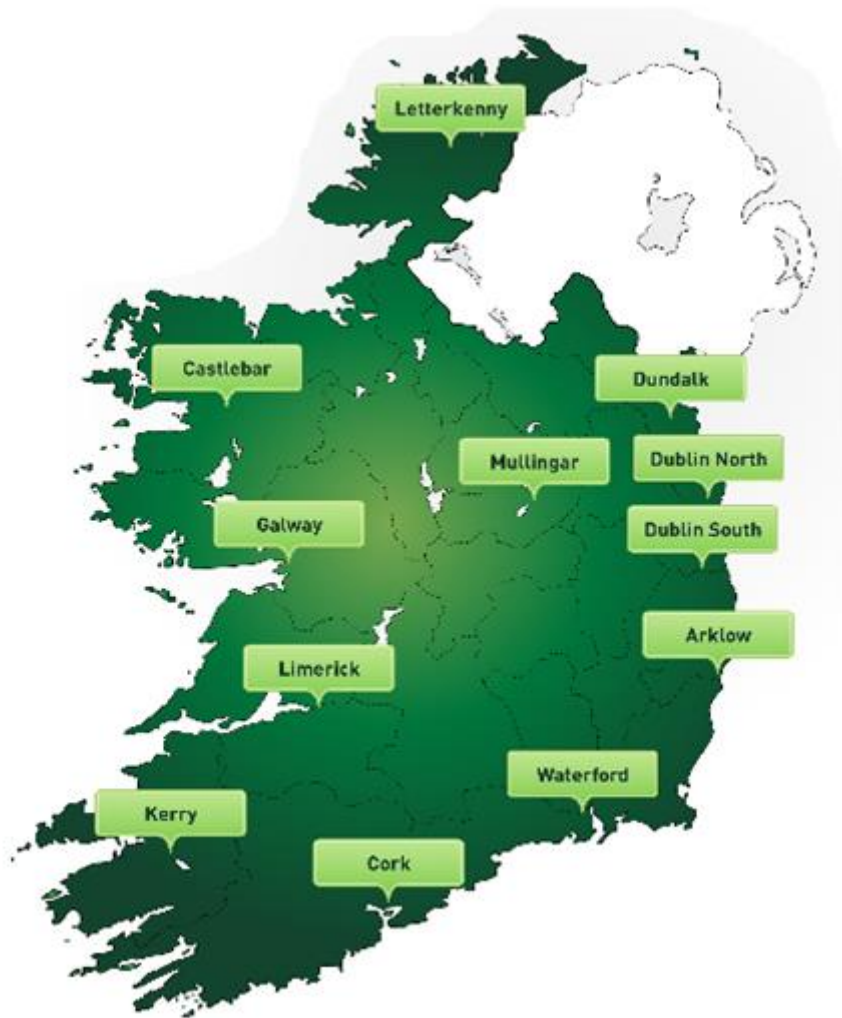 Letterkenny
Castlebar
Dundalk
Mullingar
Dublin North
Galway
Dublin South
Arklow
Limerick
Waterford
Kerry
Cork